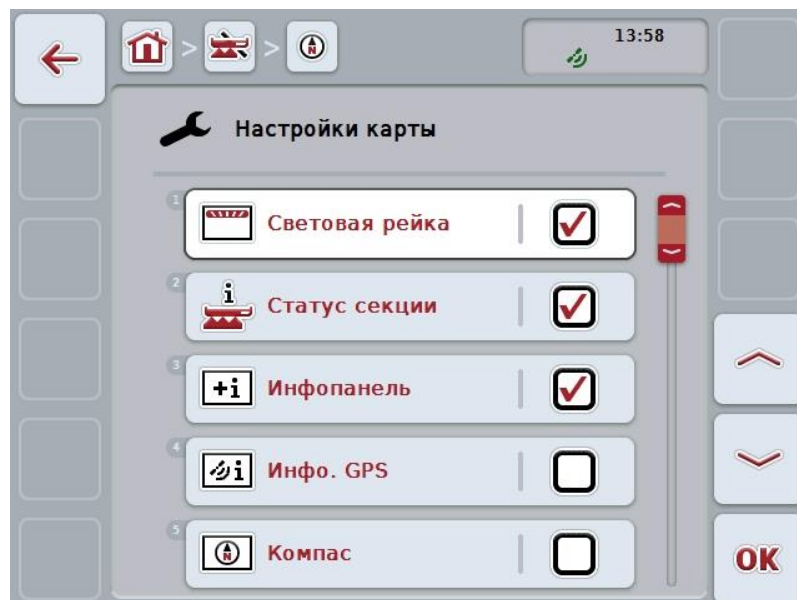 13:58
Настройки карты
1
Световая рейка
2
i
Статус секции
3
+i
Инфопанель
4
i
Инфо. GPS
5
N
Компас
OK